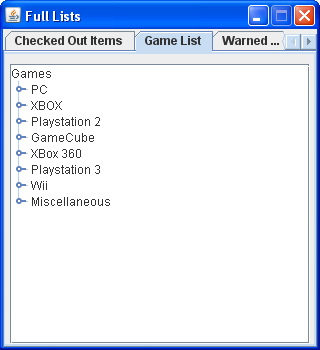 Full Lists
Checked Out Items Game List Warned ...
Games
PC
XBOX
Playstation 2
GameCube
XBox 360
Playstation 3
Wii
Miscellaneous